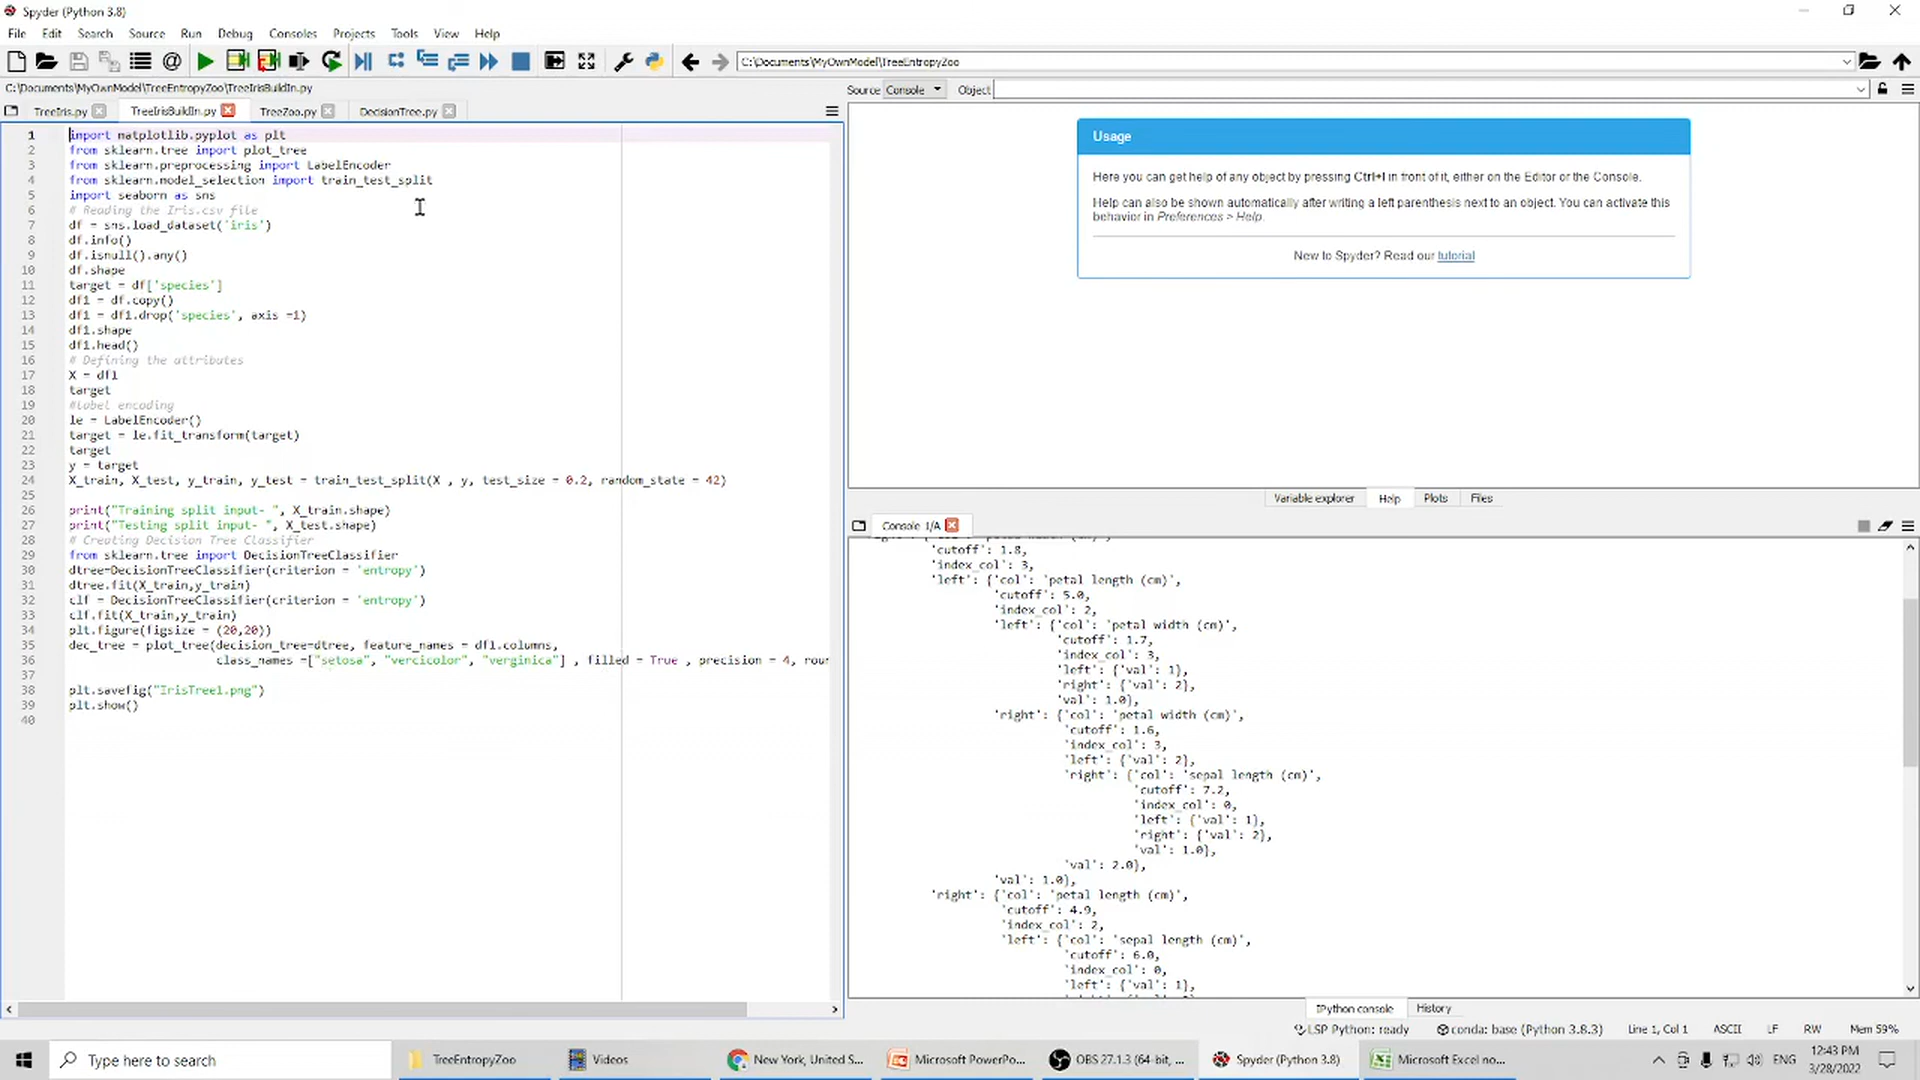 Spyder (Python 3.8)
File Edit Search Source Run Debug Consoles Projects Tools View Help
C:\Documents\MyOwnModel\TreeEntropyZoo
C:\Documents\MyOwnModel\TreeEntropyZoo\TreeIrisBuildIn.py
TreeIris.py TreeIrisBuildIn.py TreeZoo.py DecisionTree.py
1 import matplotlib.pyplot as plt
2 from sklearn.tree import plot_tree
3 from sklearn.preprocessing import LabelEncoder
4 from sklearn.model_selection import train_test_split
5 import seaborn as sns
6 # Reading the Iris.csv file
7 df = sns.load_dataset('iris')
8 df.info()
9 df.isnull().any()
10 df.shape
11 target = df['species']
12 df1 = df.copy()
13 df1 = df1.drop('species', axis =1)
14 df1.shape
15 df1.head()
16 # Defining the attributes
17 X = df1
18 target
19 #label encoding
20 le = LabelEncoder()
21 target = le.fit_transform(target)
22 target
23 y = target
24 X_train, X_test, y_train, y_test = train_test_split(X , y, test_size = 0.2, random_state = 42)
25
26 print("Training split input- ", X_train.shape)
27 print("Testing split input- ", X_test.shape)
28 # Creating Decision Tree Classifier
29 from sklearn.tree import DecisionTreeClassifier
30 dtree=DecisionTreeClassifier(criterion = 'entropy')
31 dtree.fit(X_train,y_train)
32 clf = DecisionTreeClassifier(criterion = 'entropy')
33 clf.fit(X_train,y_train)
34 plt.figure(figsize = (20,20))
35 dec_tree = plot_tree(decision_tree=dtree, feature_names = df1.columns,
36 class_names =["setosa", "vercicolor", "verginica"] , filled = True , precision = 4, rou
37
38 plt.savefig("IrisTree1.png")
39 plt.show()
40
Source Console Object
Usage
Here you can get help of any object by pressing Ctrl+I in front of it, either on the Editor or the Console.
Help can also be shown automatically after writing a left parenthesis next to an object. You can activate this
behavior in Preferences > Help.
New to Spyder? Read our tutorial
Variable explorer Help Plots Files
Console 1/A
'cutoff': 1.8,
'index_col': 3,
'left': {'col': 'petal length (cm)',
'cutoff': 5.0,
'index_col': 2,
'left': {'col': 'petal width (cm)',
'cutoff': 1.7,
'index_col': 3,
'left': {'val': 1},
'right': {'val': 2},
'val': 1.0},
'right': {'col': 'petal width (cm)',
'cutoff': 1.6,
'index_col': 3,
'left': {'val': 2},
'right': {'col': 'sepal length (cm)',
'cutoff': 7.2,
'index_col': 0,
'left': {'val': 1},
'right': {'val': 2},
'val': 1.0},
'val': 2.0},
'val': 1.0},
'right': {'col': 'petal length (cm)',
'cutoff': 4.9,
'index_col': 2,
'left': {'col': 'sepal length (cm)',
'cutoff': 6.0,
'index_col': 0,
'left': {'val': 1},
IPython console History
LSP Python: ready conda: base (Python 3.8.3) Line 1, Col 1 ASCII LF RW Mem 59%
Type here to search TreeEntropyZoo Videos New York, United S... Microsoft PowerPo... OBS 27.1.3 (64-bit, ... Spyder (Python 3.8) Microsoft Excel no... ENG 12:43 PM
3/28/2022